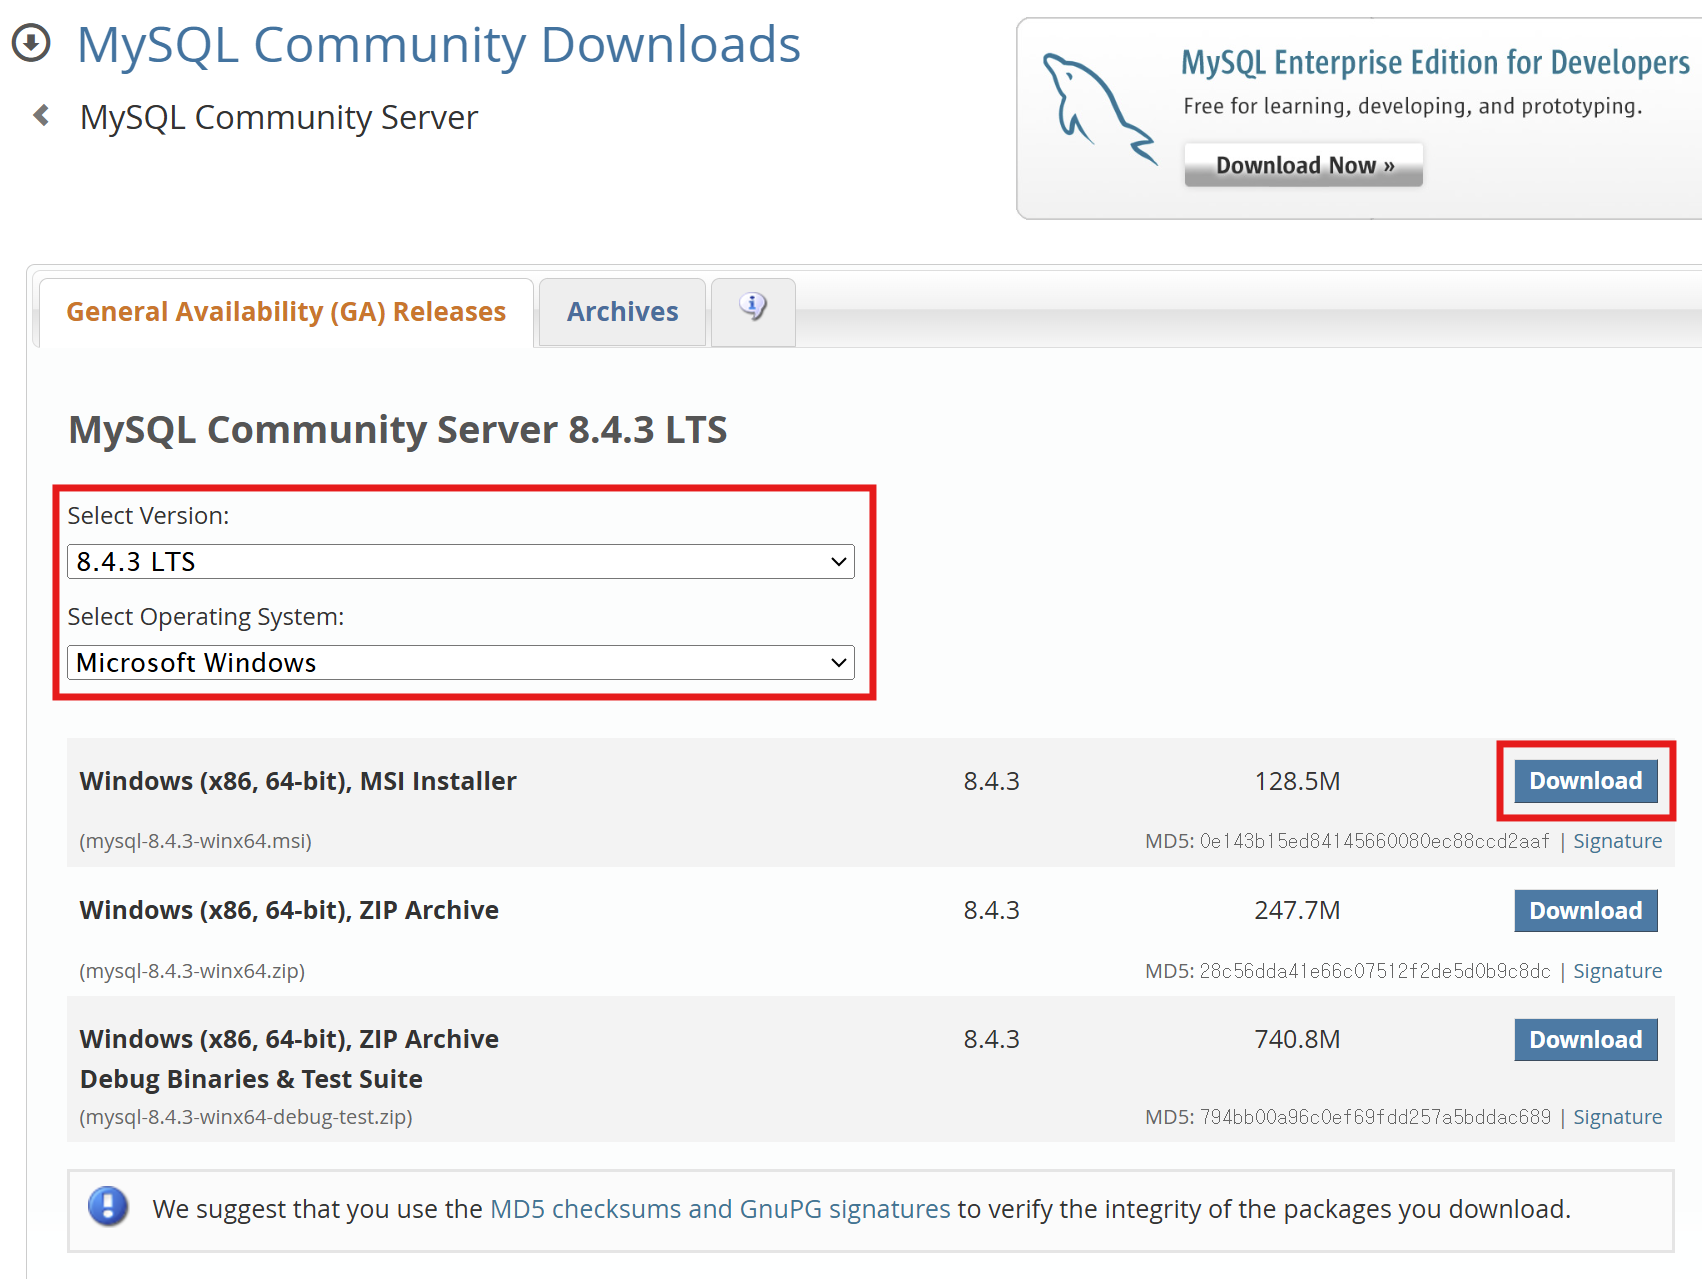 MySQL Community Downloads
MySQL Community Server
MySQL Enterprise Edition for Developers
Free for learning, developing, and prototyping.
Download Now »
General Availability (GA) Releases
Archives
MySQL Community Server 8.4.3 LTS
Select Version:
8.4.3 LTS
Select Operating System:
Microsoft Windows
Windows (x86, 64-bit), MSI Installer 8.4.3 128.5M Download
(mysql-8.4.3-winx64.msi) MD5: 0e143b15ed84145660080ec88ccd2aaf | Signature
Windows (x86, 64-bit), ZIP Archive 8.4.3 247.7M Download
(mysql-8.4.3-winx64.zip) MD5: 28c56dda41e66c07512f2de5d0b9c8dc | Signature
Windows (x86, 64-bit), ZIP Archive 8.4.3 740.8M Download
Debug Binaries & Test Suite
(mysql-8.4.3-winx64-debug-test.zip) MD5: 794bb00a96c0ef69fdd257a5bddac689 | Signature
We suggest that you use the MD5 checksums and GnuPG signatures to verify the integrity of the packages you download.